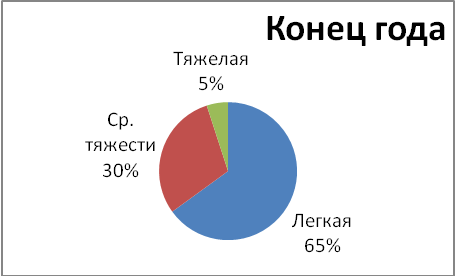 Конец года
Тяжелая
5%
Ср.
тяжести
30%
Легкая
65%